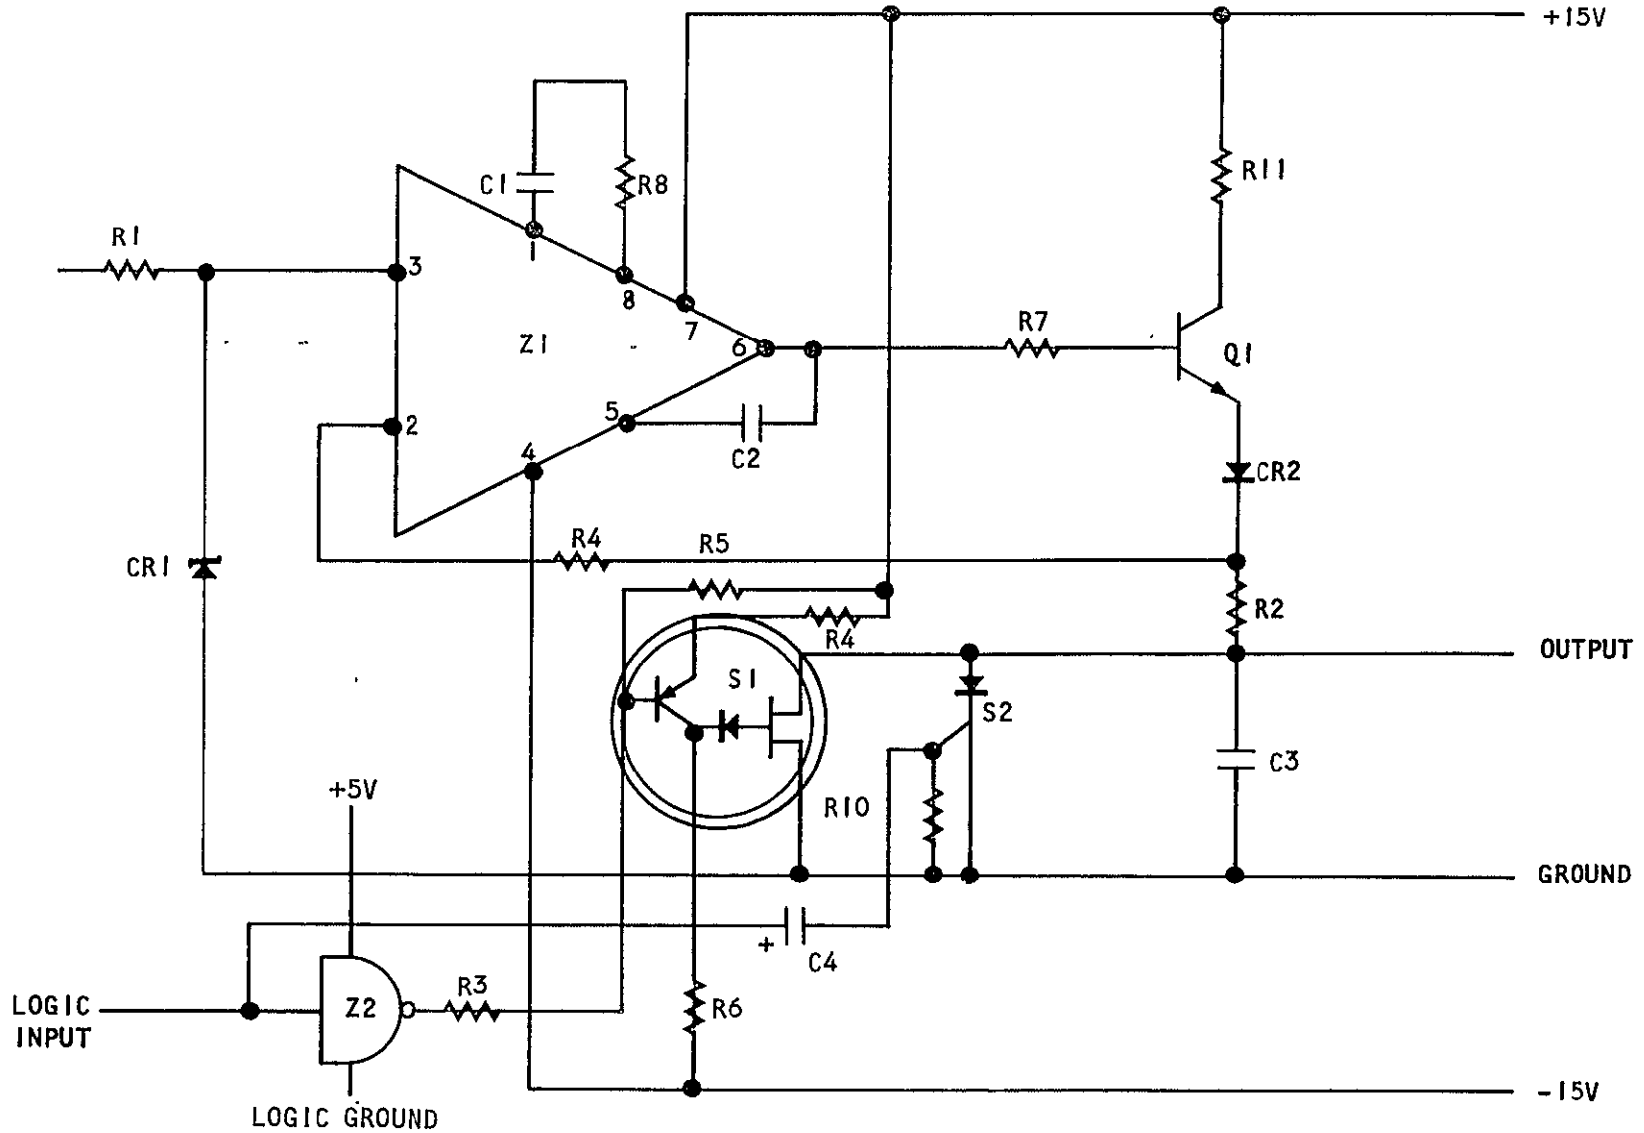 +15V
C1
R8
R11
R1
3
1
8
7
R7
Z1
6
Q1
2
5
4
C2
CR2
R4
R5
CR1
R2
R4
OUTPUT
S1
S2
C3
+5V
R10
GROUND
+
C4
R3
LOGIC
INPUT
Z2
R6
-15V
LOGIC GROUND